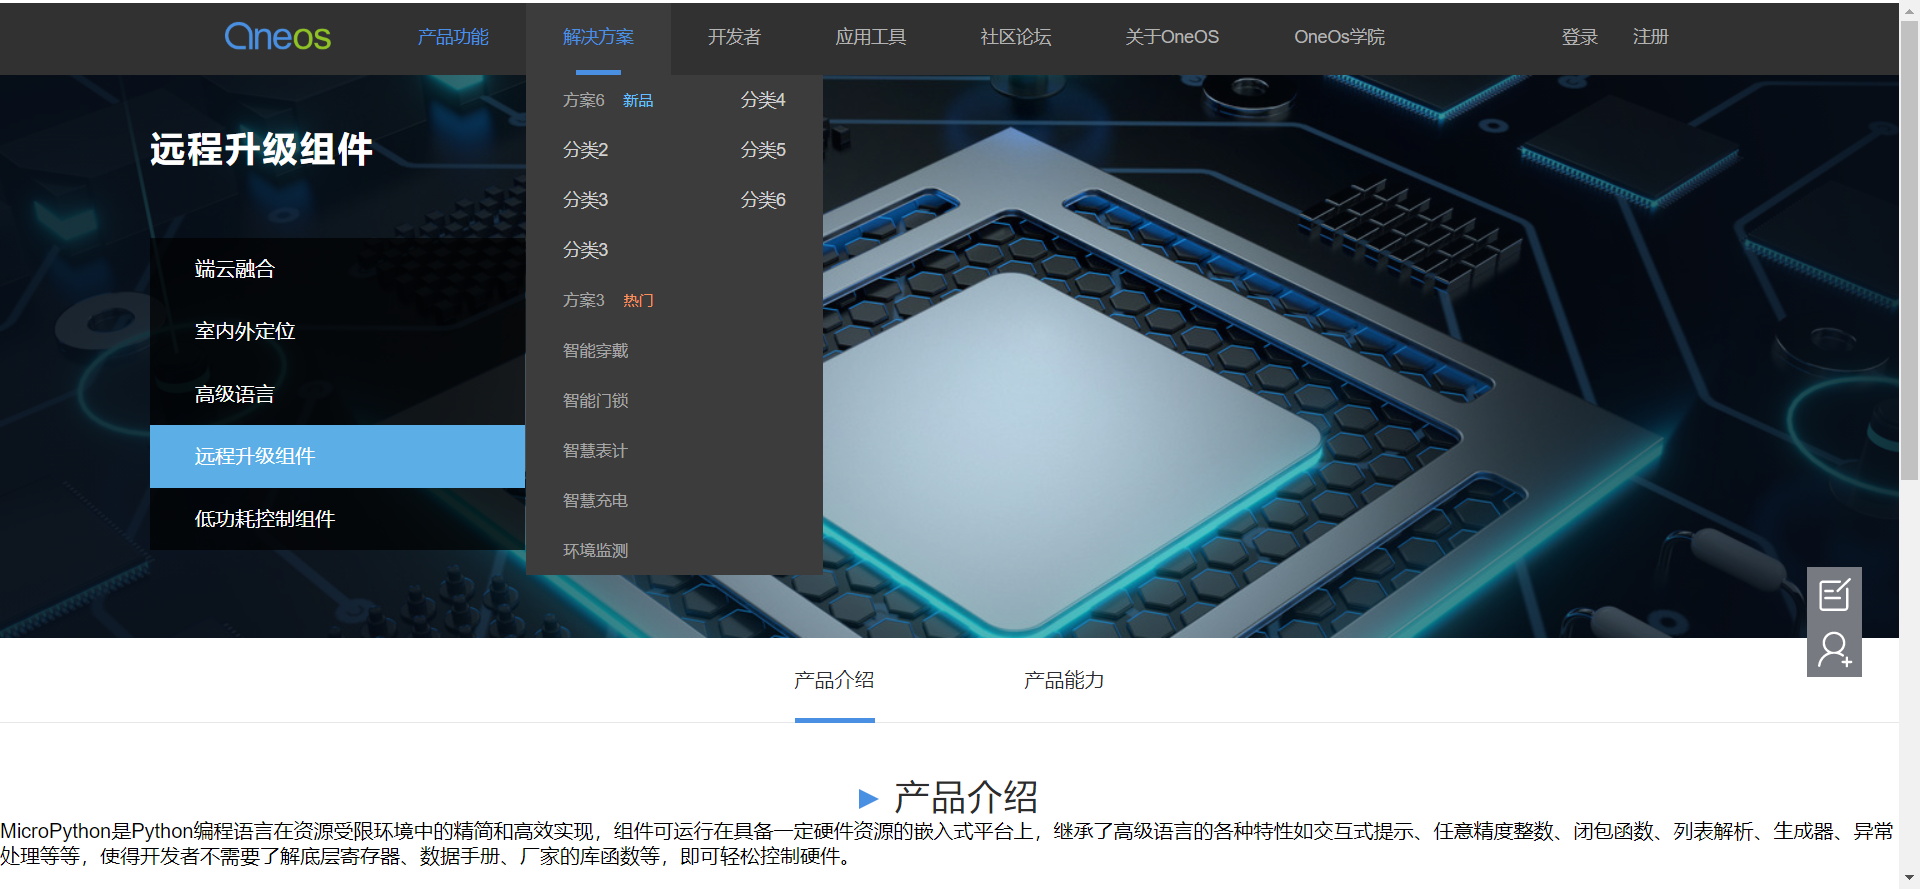 oneos 产品功能 解决方案 开发者 应用工具 社区论坛 关于OneOS OneOs学院 登录 注册
方案6 新品 分类4
分类2 分类5
分类3 分类6
分类3
方案3 热门
智能穿戴
智能门锁
智慧表计
智慧充电
环境监测
远程升级组件
端云融合
室内外定位
高级语言
远程升级组件
低功耗控制组件
产品介绍 产品能力
产品介绍
MicroPython是Python编程语言在资源受限环境中的精简和高效实现，组件可运行在具备一定硬件资源的嵌入式平台上，继承了高级语言的各种特性如交互式提示、任意精度整数、闭包函数、列表解析、生成器、异常
处理等等，使得开发者不需要了解底层寄存器、数据手册、厂家的库函数等，即可轻松控制硬件。